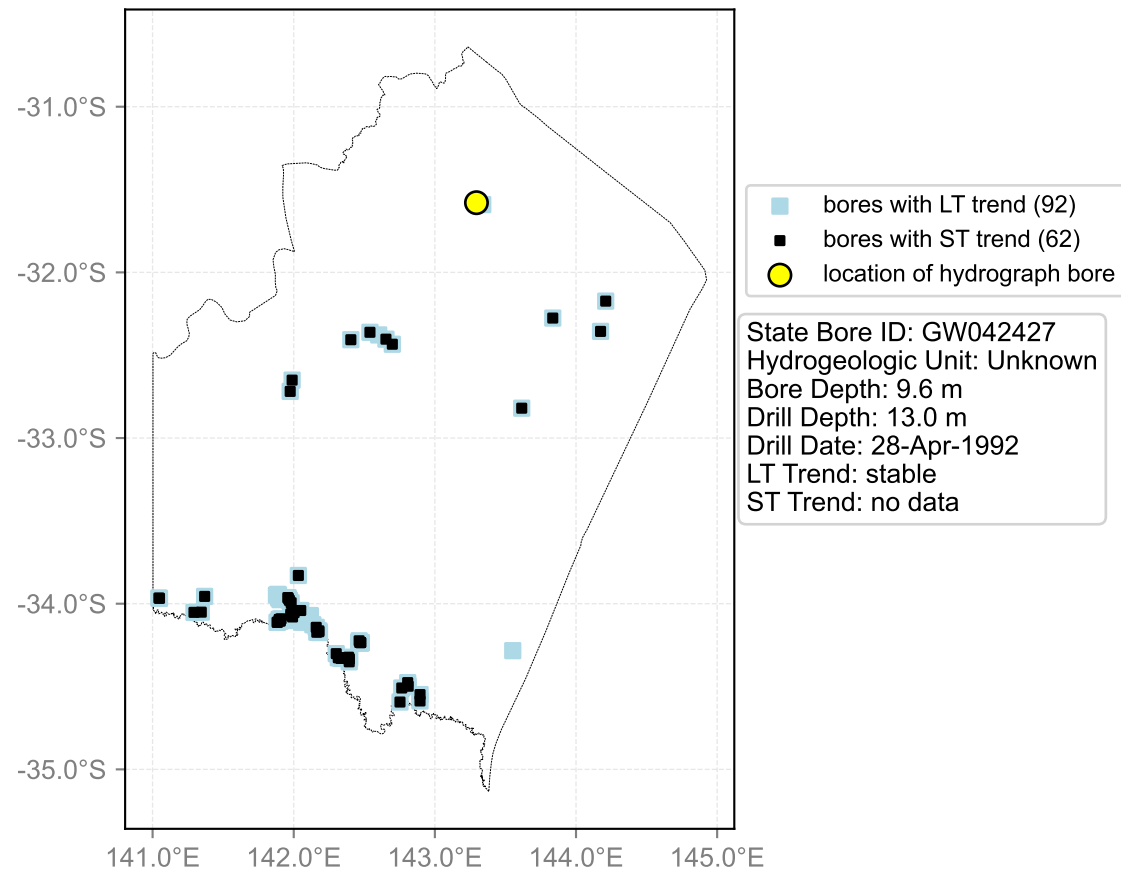 -31.0°S
-32.0°S
-33.0°S
-34.0°S
-35.0°S
141.0°E
142.0°E
143.0°E
144.0°E
145.0°E
bores with LT trend (92)
bores with ST trend (62)
location of hydrograph bore
State Bore ID: GW042427
Hydrogeologic Unit: Unknown
Bore Depth: 9.6 m
Drill Depth: 13.0 m
Drill Date: 28-Apr-1992
LT Trend: stable
ST Trend: no data